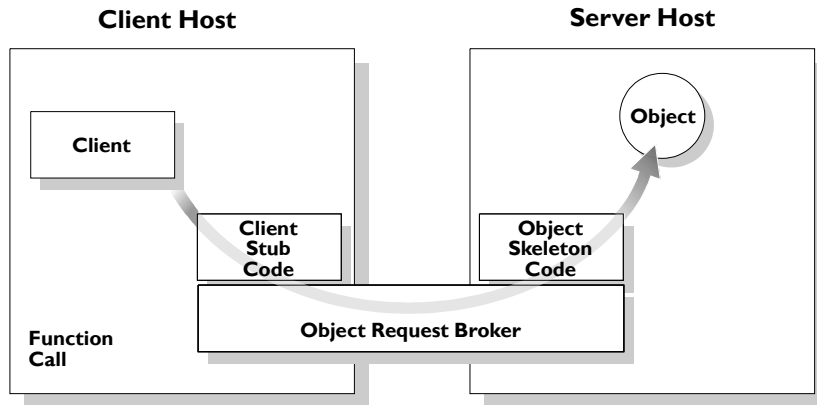 Client Host
Server Host
Client
Object
Client
Stub
Code
Object
Skeleton
Code
Object Request Broker
Function
Call